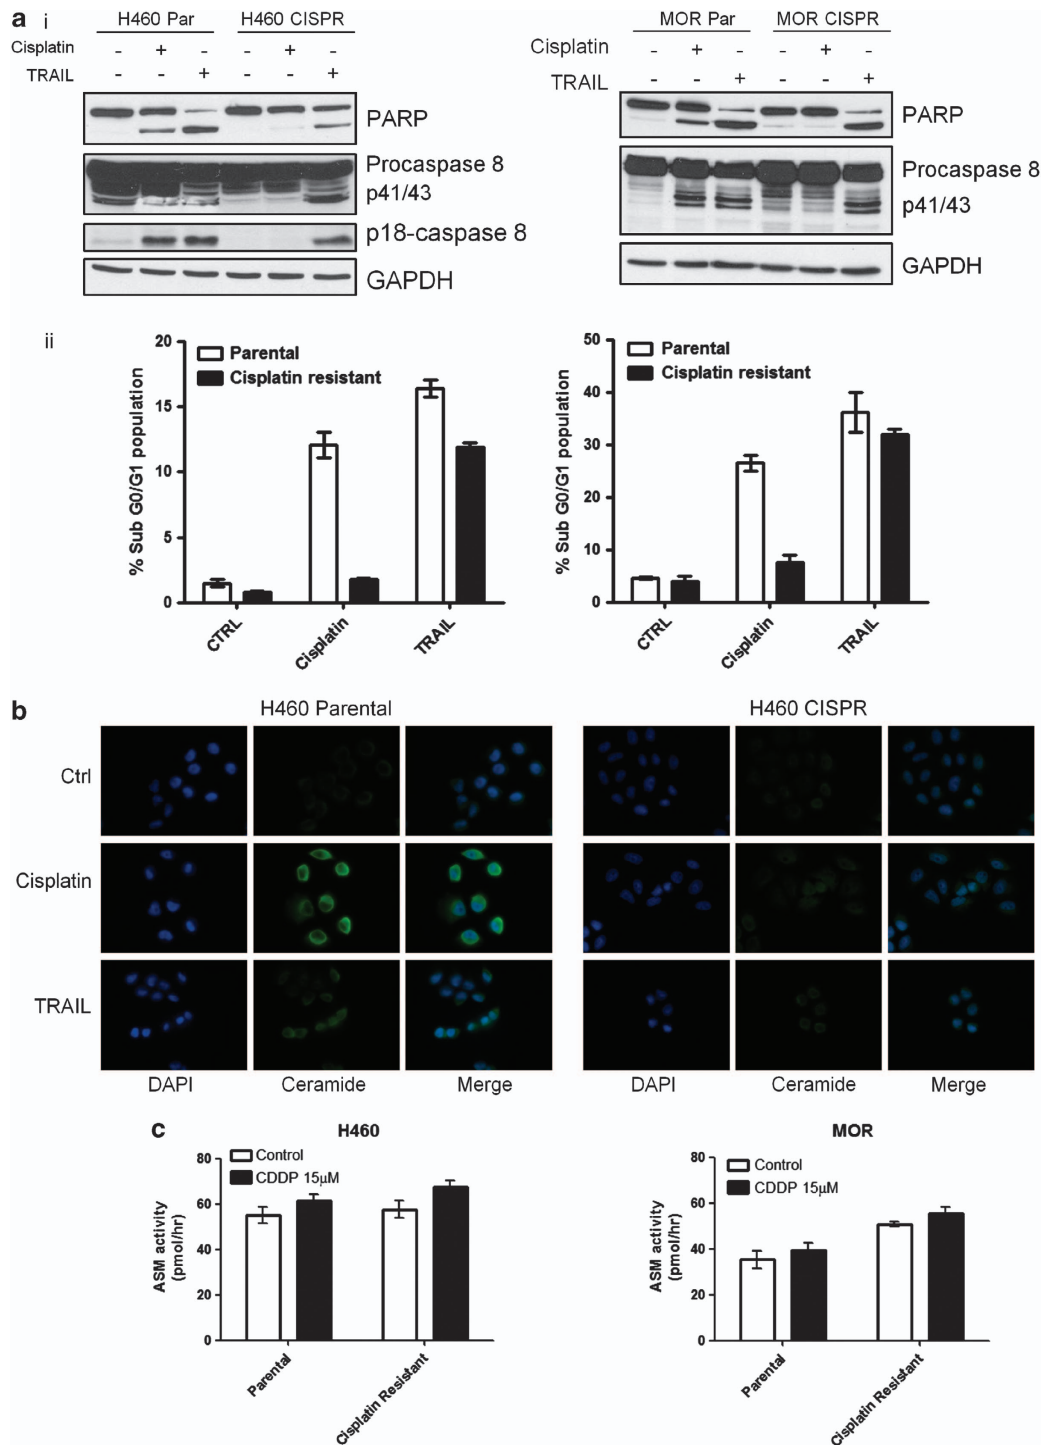 a i
H460 Par H460 CISPR
Cisplatin - + - - + -
TRAIL - - + - - +
PARP
Procaspase 8
p41/43
p18-caspase 8
GAPDH
MOR Par MOR CISPR
Cisplatin - + - - + -
TRAIL - - + - - +
PARP
Procaspase 8
p41/43
GAPDH
ii
% Sub G0/G1 population
20
15
10
5
0
Parental
Cisplatin resistant
CTRL
Cisplatin
TRAIL
% Sub G0/G1 population
50
40
30
20
10
0
Parental
Cisplatin resistant
CTRL
Cisplatin
TRAIL
b
H460 Parental H460 CISPR
Ctrl
Cisplatin
TRAIL
DAPI Ceramide Merge DAPI Ceramide Merge
c
H460
ASM activity
(pmol/hr)
80
60
40
20
0
Control
CDDP 15µM
Parental
Cisplatin Resistant
MOR
ASM activity
(pmol/hr)
80
60
40
20
0
Control
CDDP 15µM
Parental
Cisplatin Resistant